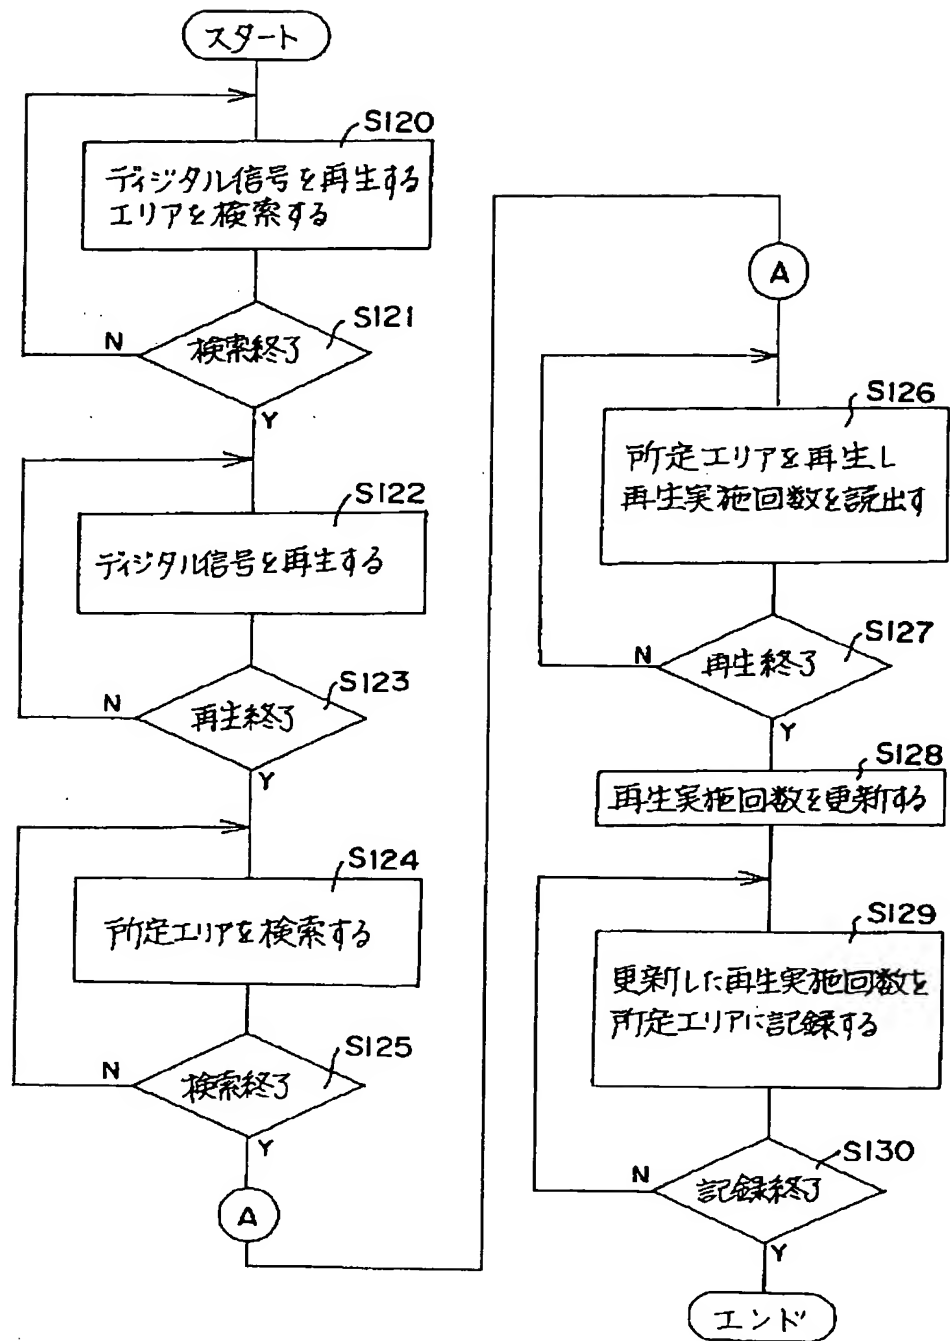 スタート
S120
ディジタル信号を再生する
エリアを検索する
S121
検索終了
N
Y
S122
ディジタル信号を再生する
S123
再生終了
N
Y
S124
所定エリアを検索する
S125
検索終了
N
Y
A
A
S126
所定エリアを再生し
再生実施回数を読出す
S127
再生終了
N
Y
S128
再生実施回数を更新する
S129
更新した再生実施回数を
所定エリアに記録する
S130
記録終了
N
Y
エンド